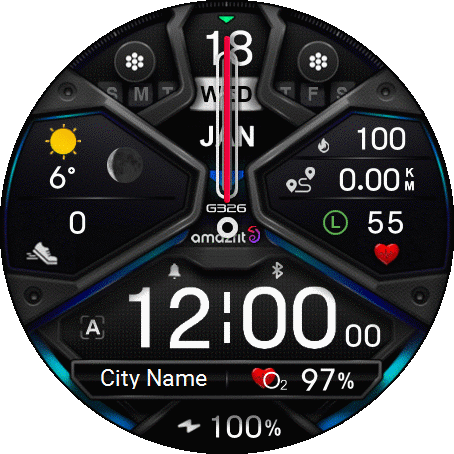 18
S M T WED T F S
JAN
6°
100
0.00 KM
0
L 55
G326
amazfit
A
12:00 00
City Name
O2 97%
100%